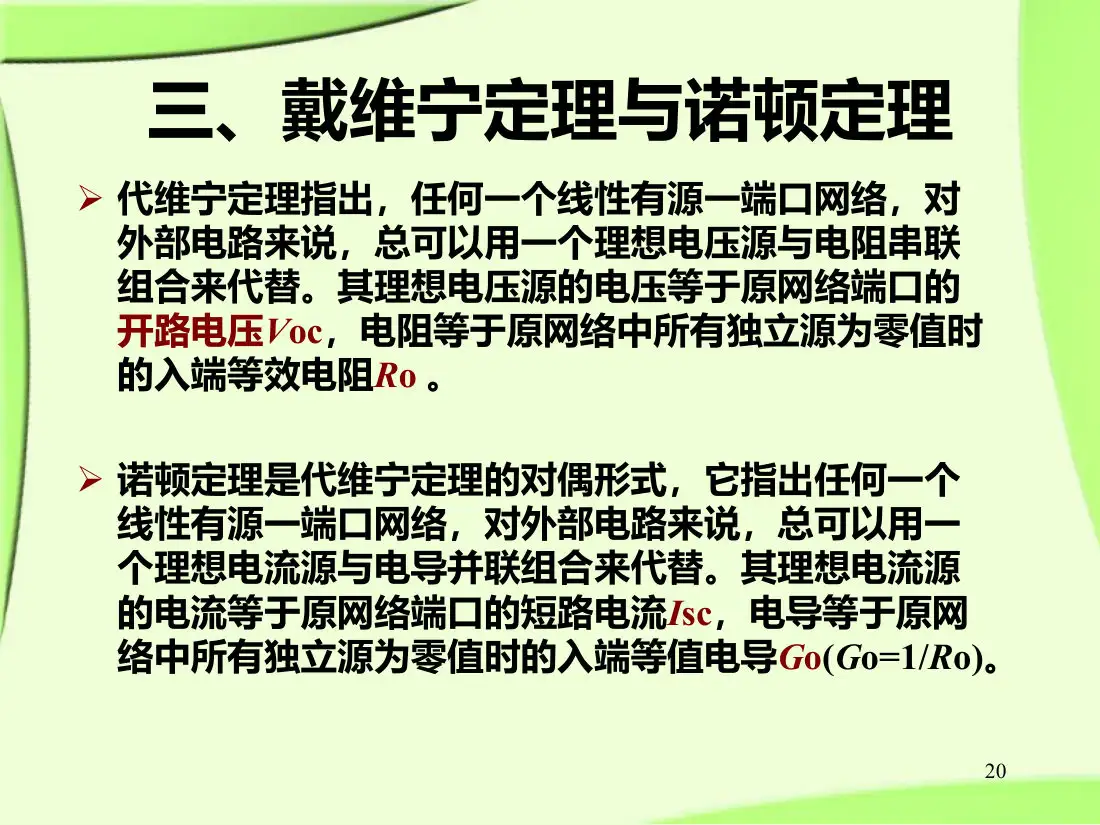 三、戴维宁定理与诺顿定理
代维宁定理指出，任何一个线性有源一端口网络，对
外部电路来说，总可以用一个理想电压源与电阻串联
组合来代替。其理想电压源的电压等于原网络端口的
开路电压Voc，电阻等于原网络中所有独立源为零值时
的入端等效电阻Ro 。
诺顿定理是代维宁定理的对偶形式，它指出任何一个
线性有源一端口网络，对外部电路来说，总可以用一
个理想电流源与电导并联组合来代替。其理想电流源
的电流等于原网络端口的短路电流Isc，电导等于原网
络中所有独立源为零值时的入端等值电导Go(Go=1/Ro)。
20